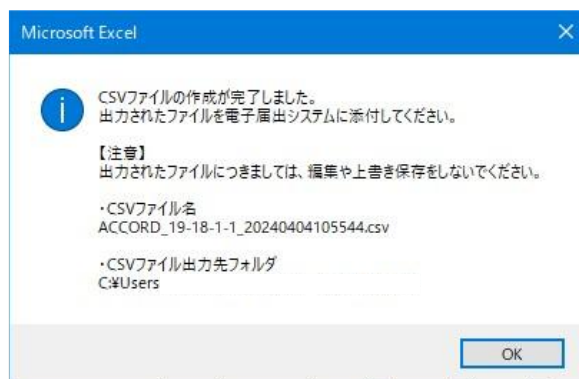 Microsoft Excel
CSVファイルの作成が完了しました。
出力されたファイルを電子届出システムに添付してください。
【注意】
出力されたファイルにつきましては、編集や上書き保存をしないでください。
・CSVファイル名
ACCORD_19-18-1-1_20240404105544.csv
・CSVファイル出力先フォルダ
C:¥Users
OK